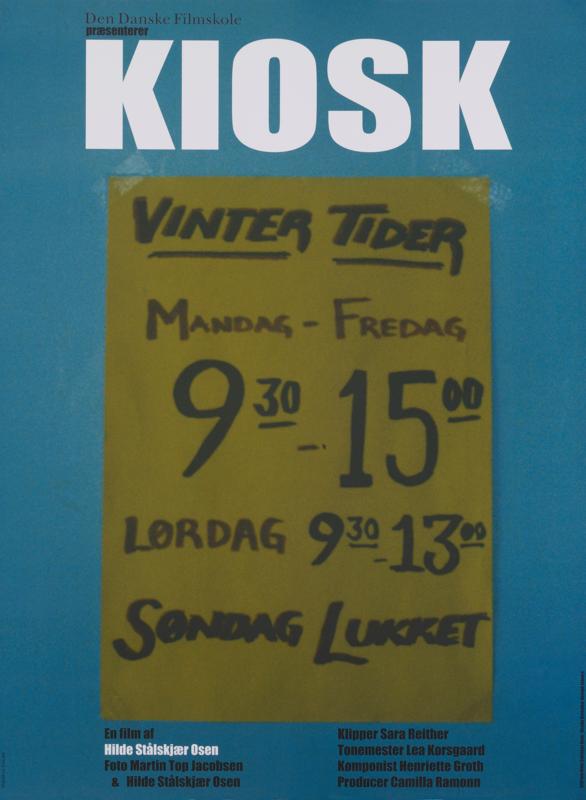 Den Danske Filmskole
præsenterer
KIOSK
VINTER TIDER
MANDAG - FREDAG
9 30 - 15 00
LØRDAG 9 30 - 13 00
SØNDAG LUKKET
En film af
Hilde Stålskjær Osen
Foto Martin Top Jacobsen
& Hilde Stålskjær Osen
Klipper Sara Reither
Tonemester Lea Korsgaard
Komponist Henriette Groth
Producer Camilla Ramonn